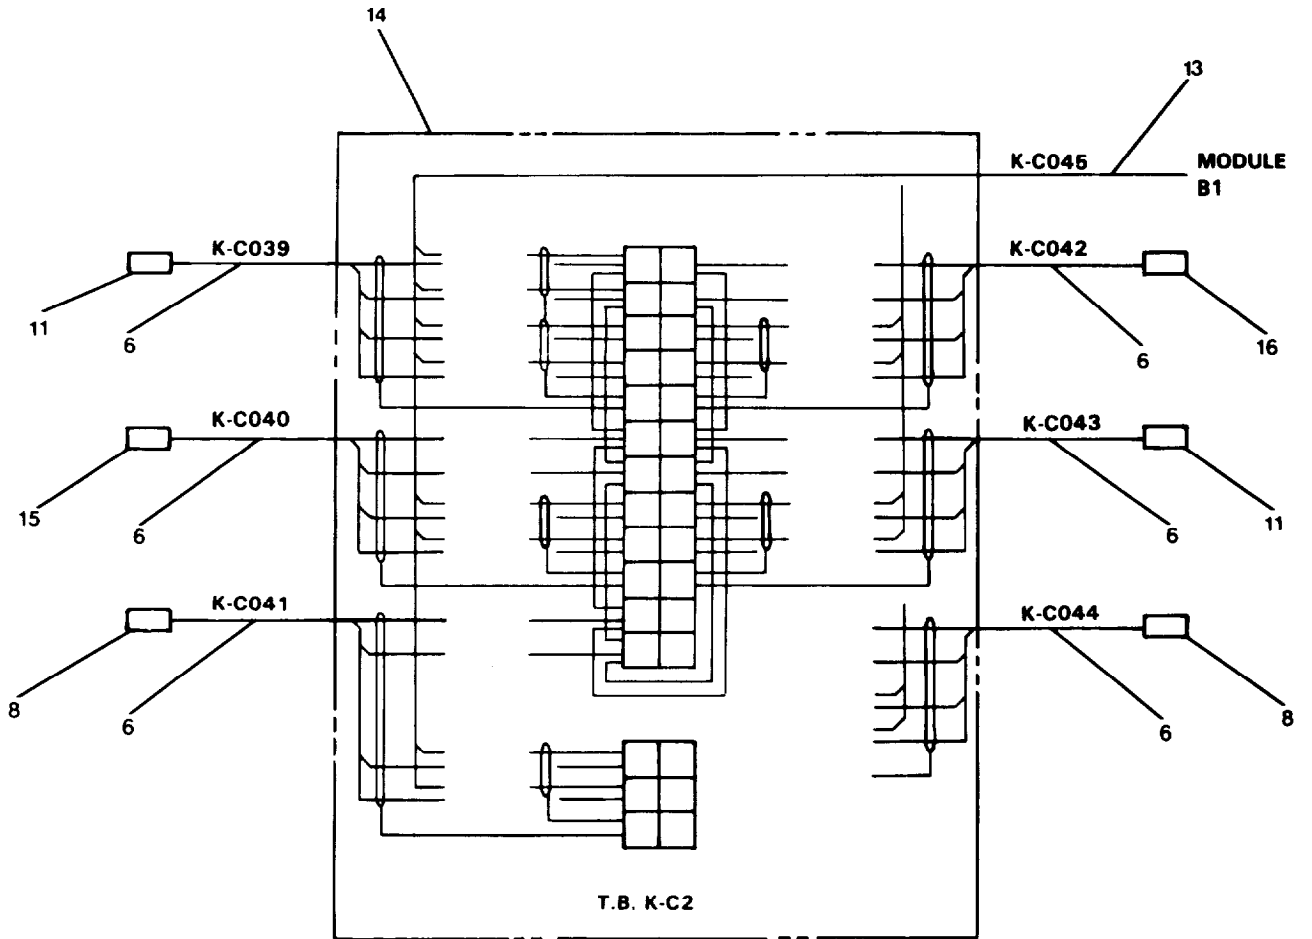 14
13
K-C045 MODULE
B1
K-C039 K-C042
11 6 6 16
K-C040 K-C043
15 6 6 11
K-C041 K-C044
8 6 6 8
T.B. K-C2